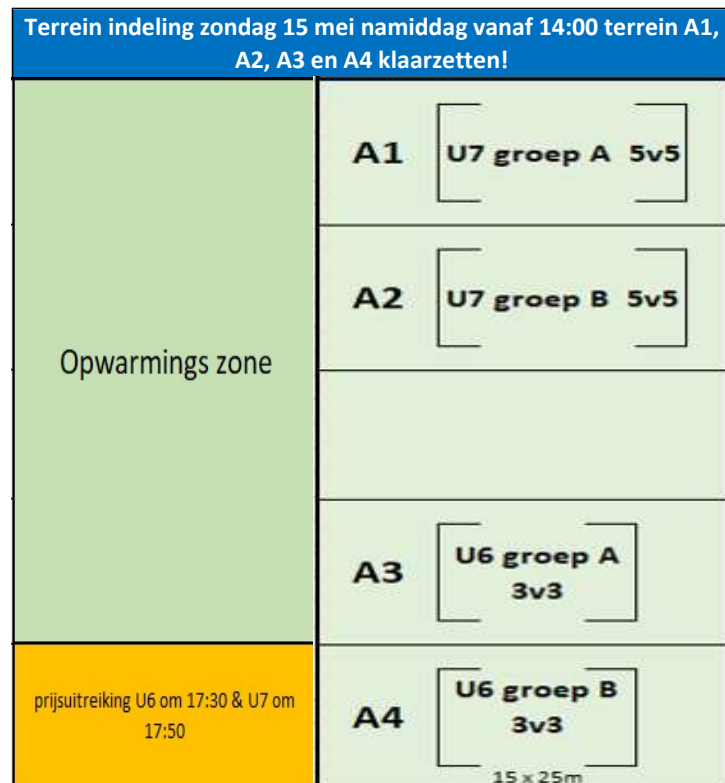 Terrein indeling zondag 15 mei namiddag vanaf 14:00 terrein A1,
A2, A3 en A4 klaarzetten!
A1
U7 groep A 5v5
A2
U7 groep B 5v5
Opwarmings zone
A3
U6 groep A
3v3
prijsuitreiking U6 om 17:30 & U7 om
17:50
A4
U6 groep B
3v3
15 x 25m